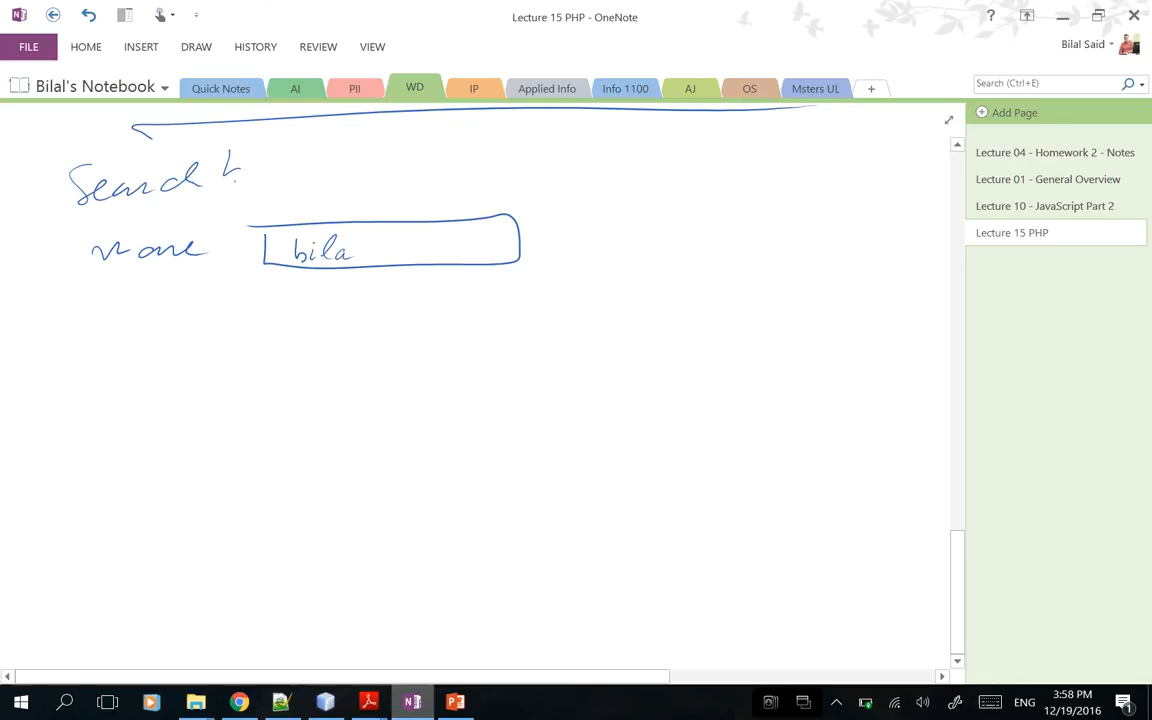 Lecture 15 PHP - OneNote
?
FILE HOME INSERT DRAW HISTORY REVIEW VIEW
Bilal Said
Bilal's Notebook Quick Notes AI PII WD IP Applied Info Info 1100 AJ OS Msters UL +
Search (Ctrl+E)
Add Page
Lecture 04 - Homework 2 - Notes
Lecture 01 - General Overview
Lecture 10 - JavaScript Part 2
Lecture 15 PHP
bila
ENG
3:58 PM
12/19/2016
1